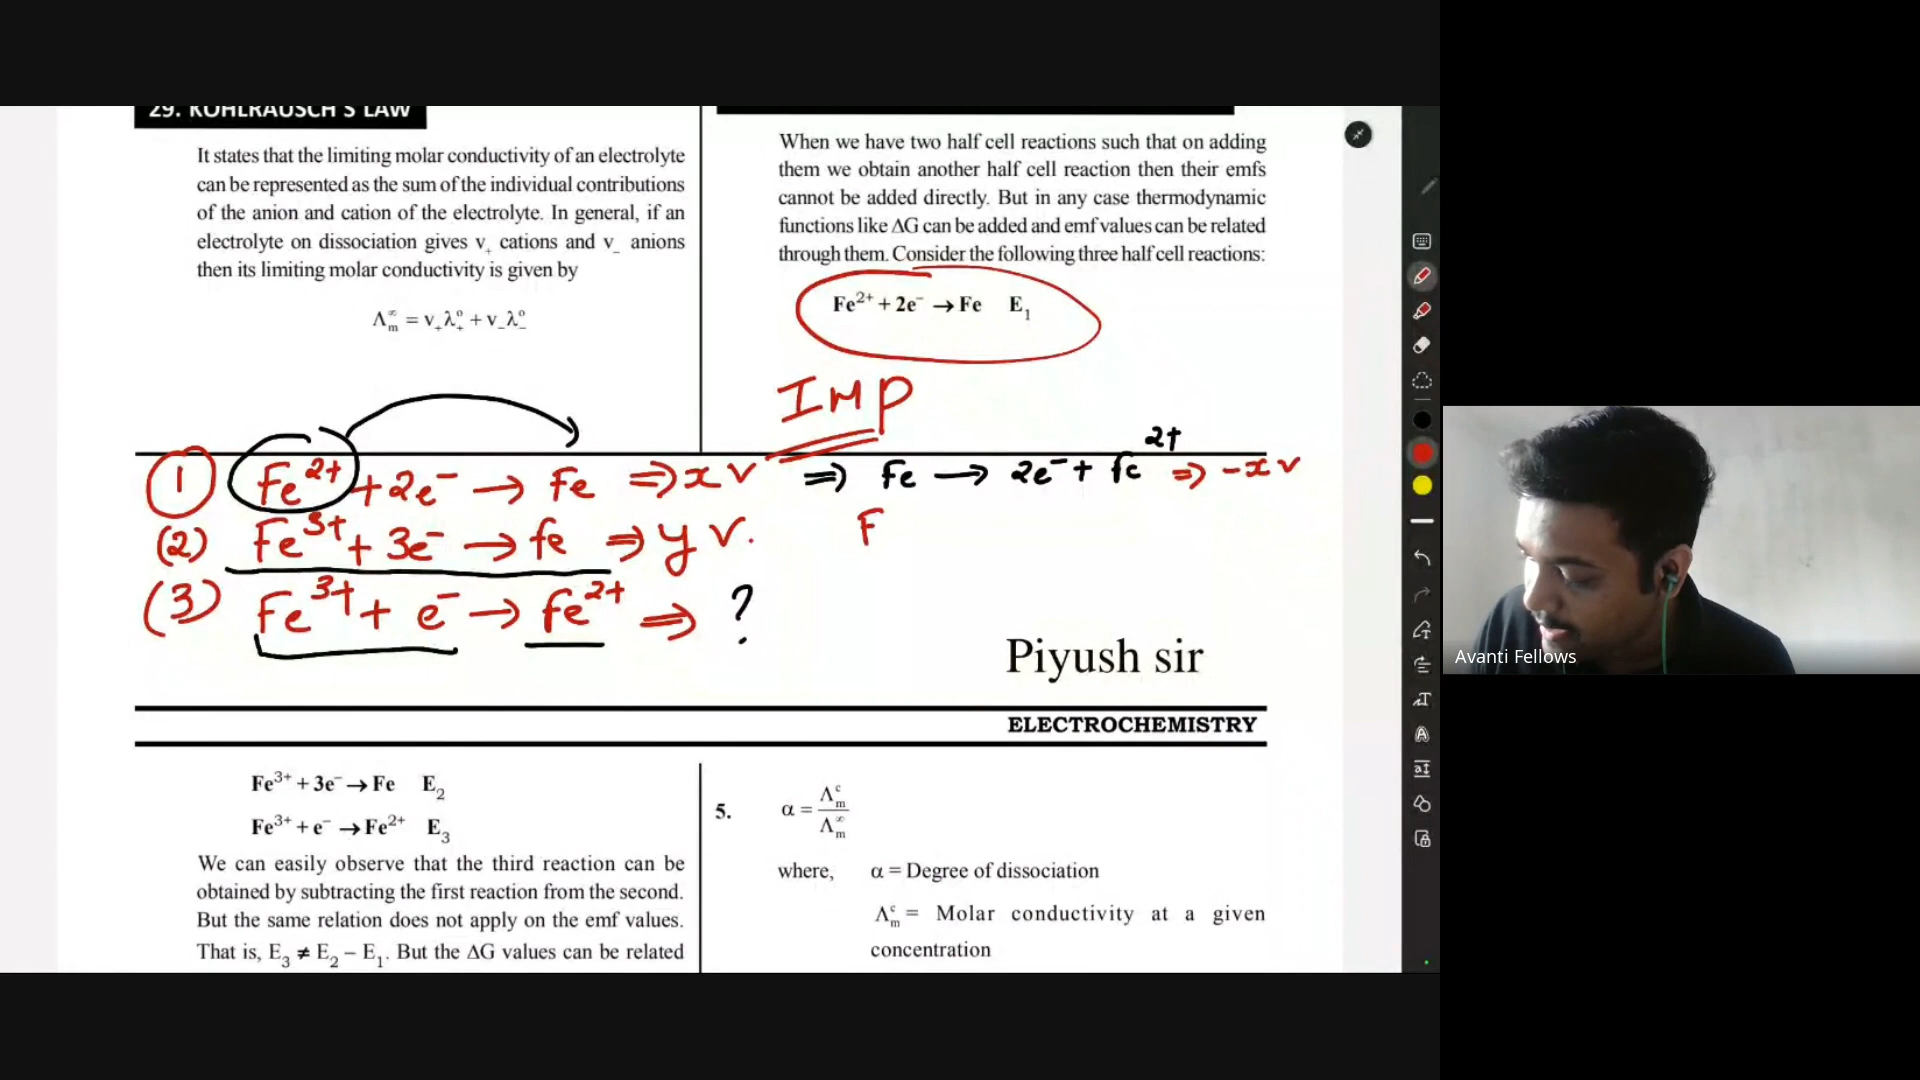 29. KOHLRAUSCH'S LAW
It states that the limiting molar conductivity of an electrolyte
can be represented as the sum of the individual contributions
of the anion and cation of the electrolyte. In general, if an
electrolyte on dissociation gives v₊ cations and v₋ anions
then its limiting molar conductivity is given by
Λm^∞ = v₊λ₊° + v₋λ₋°
When we have two half cell reactions such that on adding
them we obtain another half cell reaction then their emfs
cannot be added directly. But in any case thermodynamic
functions like ΔG can be added and emf values can be related
through them. Consider the following three half cell reactions:
Fe²⁺ + 2e⁻ → Fe E₁
IMP
(1) Fe²⁺ + 2e⁻ → Fe ⇒ x v ⇒ Fe → 2e⁻ + fe²⁺ ⇒ -x v
(2) Fe³⁺ + 3e⁻ → fe ⇒ y v. F
(3) Fe³⁺ + e⁻ → fe²⁺ ⇒ ?
Piyush sir
ELECTROCHEMISTRY
Fe³⁺ + 3e⁻ → Fe E₂
Fe³⁺ + e⁻ → Fe²⁺ E₃
We can easily observe that the third reaction can be
obtained by subtracting the first reaction from the second.
But the same relation does not apply on the emf values.
That is, E₃ ≠ E₂ – E₁. But the ΔG values can be related
5. α = Λm^c / Λm^∞
where, α = Degree of dissociation
Λm^c = Molar conductivity at a given
concentration
Avanti Fellows